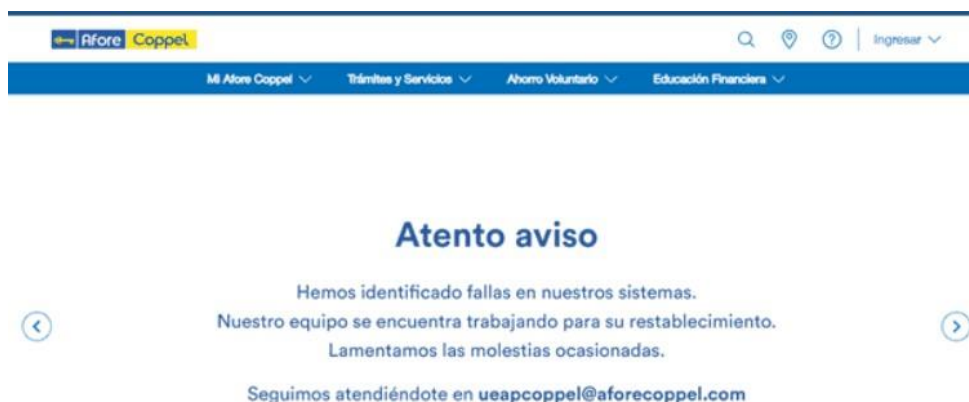 Afore Coppel
Ingresar
Mi Afore Coppel Trámites y Servicios Ahorro Voluntario Educación Financiera
Atento aviso
Hemos identificado fallas en nuestros sistemas.
Nuestro equipo se encuentra trabajando para su restablecimiento.
Lamentamos las molestias ocasionadas.
Seguimos atendiéndote en ueapcoppel@aforecoppel.com